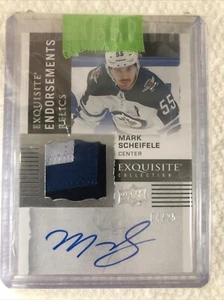 EXQUISITE
ENDORSEMENTS
RELICS
55
MARK
SCHEIFELE
CENTER
EXQUISITE
COLLECTION